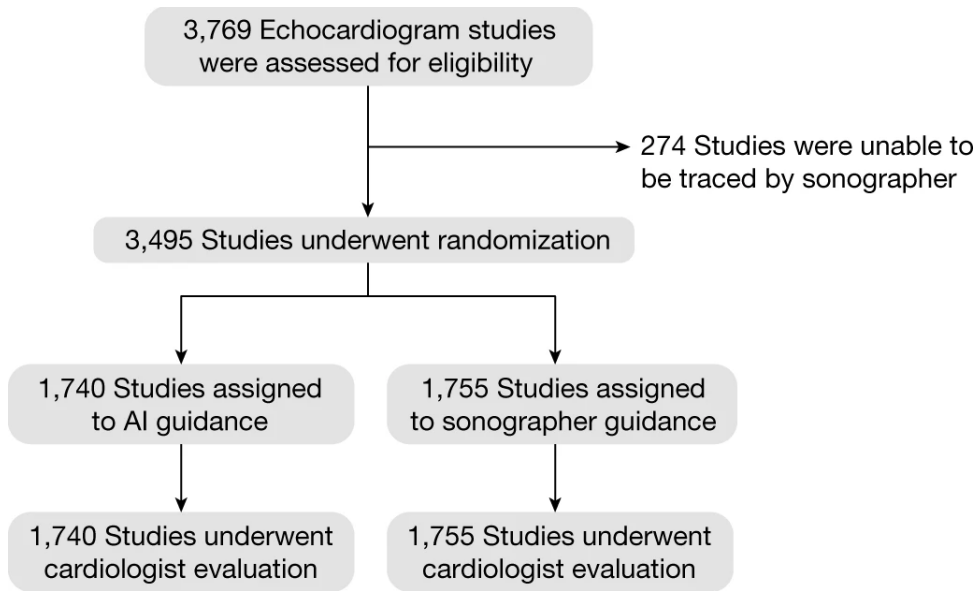 3,769 Echocardiogram studies
were assessed for eligibility
274 Studies were unable to
be traced by sonographer
3,495 Studies underwent randomization
1,740 Studies assigned
to AI guidance
1,755 Studies assigned
to sonographer guidance
1,740 Studies underwent
cardiologist evaluation
1,755 Studies underwent
cardiologist evaluation